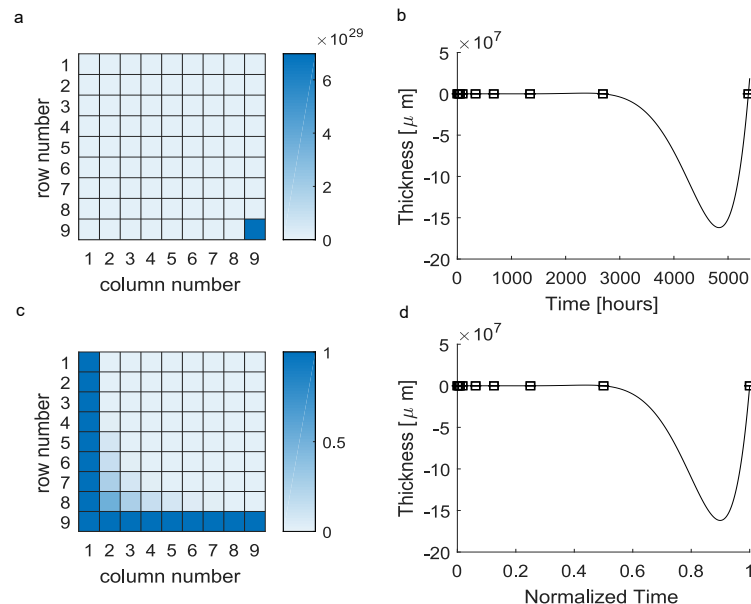 a
× 10^29
1
2
3
4
5
6
7
8
9
row number
1 2 3 4 5 6 7 8 9
column number
6
4
2
0
b
× 10^7
5
0
-5
-10
-15
-20
Thickness [μ m]
0 1000 2000 3000 4000 5000
Time [hours]
c
1
2
3
4
5
6
7
8
9
row number
1 2 3 4 5 6 7 8 9
column number
1
0.5
0
d
× 10^7
5
0
-5
-10
-15
-20
Thickness [μ m]
0 0.2 0.4 0.6 0.8 1
Normalized Time